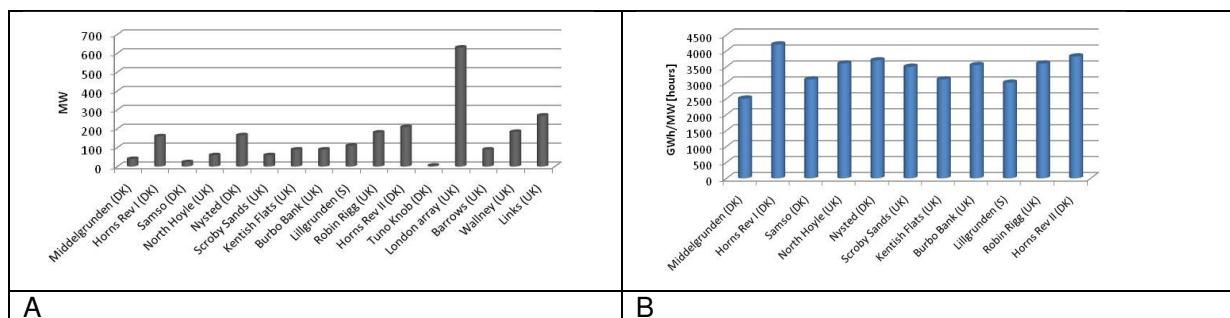 700
600
500
400
300
200
100
0
MW
Middelgrunden (DK)
Horns Rev I (DK)
Samso (DK)
North Hoyle (UK)
Nysted (DK)
Scroby Sands (UK)
Kentish Flats (UK)
Burbo Bank (UK)
Lillgrunden (S)
Robin Rigg (UK)
Horns Rev II (DK)
Tuno Knob (DK)
London array (UK)
Barrows (UK)
Wallney (UK)
Links (UK)
A
4500
4000
3500
3000
2500
2000
1500
1000
500
0
GWh/MW [hours]
Middelgrunden (DK)
Horns Rev I (DK)
Samso (DK)
North Hoyle (UK)
Nysted (DK)
Scroby Sands (UK)
Kentish Flats (UK)
Burbo Bank (UK)
Lillgrunden (S)
Robin Rigg (UK)
Horns Rev II (DK)
B